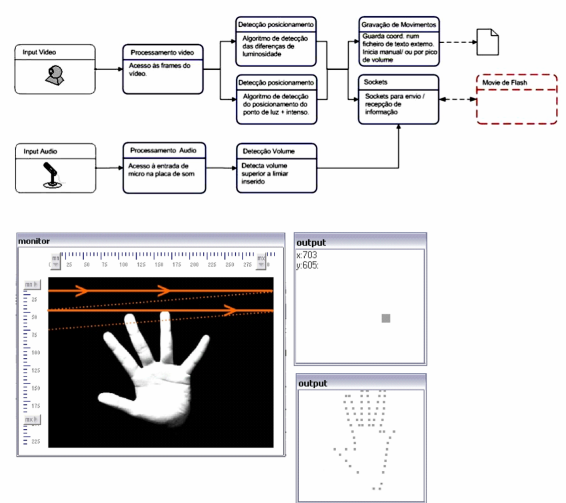 Input Video
Processamento video
Acesso às frames do
vídeo.
Detecção posicionamento
Algoritmo de detecção
das diferenças de
luminosidade
Detecção posicionamento
Algoritmo de detecção
do posicionamento do
ponto de luz + intenso.
Gravação de Movimentos
Guarda coord. num
ficheiro de texto externo.
Inicia manual/ ou por pico
de volume
Sockets
Sockets para envio /
recepção de
informação
Movie de Flash
Input Audio
Processamento Audio
Acesso à entrada de
micro na placa de som
Detecção Volume
Detecta volume
superior a limiar
inserido
monitor
25 50 75 100 125 150 175 200 225 250 275
25
50
100
125
150
175
225
output
x:703
y:605:
output